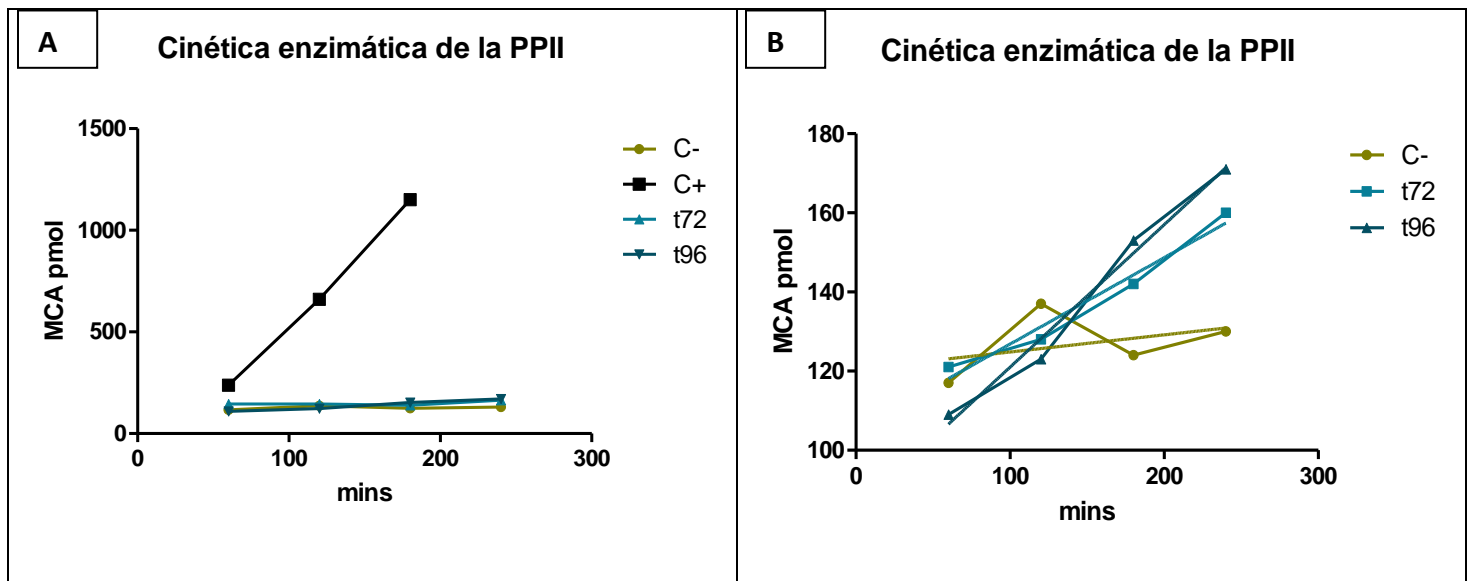 A
Cinética enzimática de la PPII
1500
1000
500
0
MCA pmol
0 100 200 300
mins
C-
C+
t72
t96
B
Cinética enzimática de la PPII
180
160
140
120
100
MCA pmol
0 100 200 300
mins
C-
t72
t96